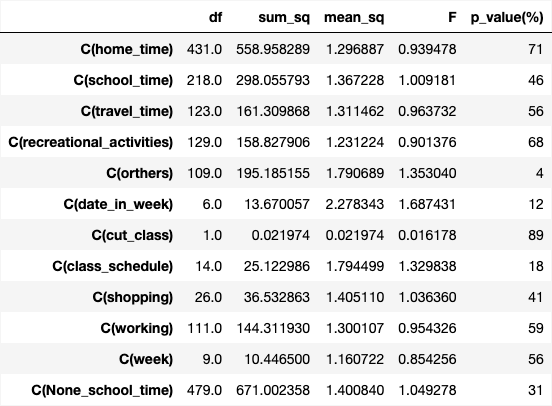 df sum_sq mean_sq F p_value(%)
C(home_time) 431.0 558.958289 1.296887 0.939478 71
C(school_time) 218.0 298.055793 1.367228 1.009181 46
C(travel_time) 123.0 161.309868 1.311462 0.963732 56
C(recreational_activities) 129.0 158.827906 1.231224 0.901376 68
C(orthers) 109.0 195.185155 1.790689 1.353040 4
C(date_in_week) 6.0 13.670057 2.278343 1.687431 12
C(cut_class) 1.0 0.021974 0.021974 0.016178 89
C(class_schedule) 14.0 25.122986 1.794499 1.329838 18
C(shopping) 26.0 36.532863 1.405110 1.036360 41
C(working) 111.0 144.311930 1.300107 0.954326 59
C(week) 9.0 10.446500 1.160722 0.854256 56
C(None_school_time) 479.0 671.002358 1.400840 1.049278 31